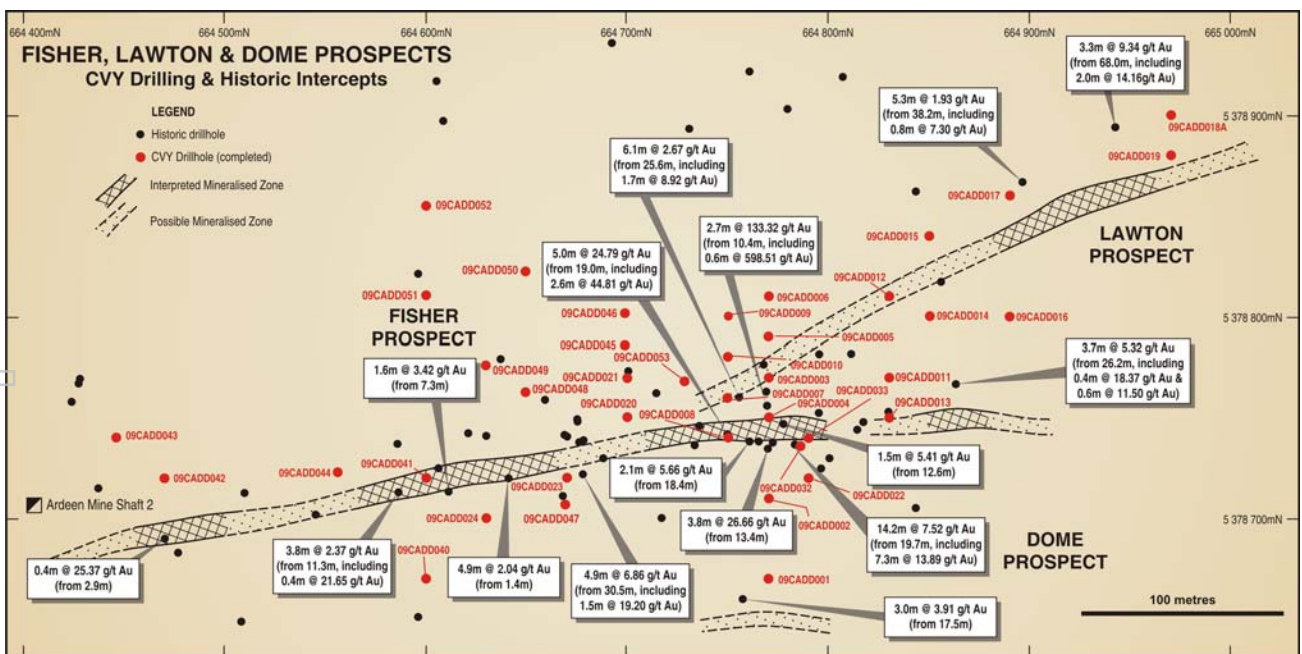 664 400mN
664 500mN
664 600mN
664 700mN
664 800mN
664 900mN
665 000mN
FISHER, LAWTON & DOME PROSPECTS
CVY Drilling & Historic Intercepts
LEGEND
Historic drillhole
CVY Drillhole (completed)
Interpreted Mineralised Zone
Possible Mineralised Zone
3.3m @ 9.34 g/t Au
(from 68.0m, including
2.0m @ 14.16g/t Au)
5.3m @ 1.93 g/t Au
(from 38.2m, including
0.8m @ 7.30 g/t Au)
5 378 900mN
09CADD018A
09CADD019
6.1m @ 2.67 g/t Au
(from 25.6m, including
1.7m @ 8.92 g/t Au)
09CADD017
09CADD052
2.7m @ 133.32 g/t Au
(from 10.4m, including
0.6m @ 598.51 g/t Au)
09CADD015
LAWTON
PROSPECT
5.0m @ 24.79 g/t Au
(from 19.0m, including
2.6m @ 44.81 g/t Au)
09CADD050
09CADD012
09CADD051
09CADD006
FISHER
PROSPECT
09CADD046
09CADD009
09CADD014
09CADD016
5 378 800mN
09CADD005
09CADD045
09CADD053
09CADD010
3.7m @ 5.32 g/t Au
(from 26.2m, including
0.4m @ 18.37 g/t Au &
0.6m @ 11.50 g/t Au)
1.6m @ 3.42 g/t Au
(from 7.3m)
09CADD049
09CADD021
09CADD003
09CADD033
09CADD011
09CADD048
09CADD007
09CADD020
09CADD004
09CADD013
09CADD008
09CADD043
09CADD044
09CADD041
2.1m @ 5.66 g/t Au
(from 18.4m)
1.5m @ 5.41 g/t Au
(from 12.6m)
09CADD042
09CADD023
09CADD032
09CADD022
Ardeen Mine Shaft 2
09CADD024
09CADD047
09CADD002
3.8m @ 26.66 g/t Au
(from 13.4m)
14.2m @ 7.52 g/t Au
(from 19.7m, including
7.3m @ 13.89 g/t Au)
5 378 700mN
DOME
PROSPECT
0.4m @ 25.37 g/t Au
(from 2.9m)
3.8m @ 2.37 g/t Au
(from 11.3m, including
0.4m @ 21.65 g/t Au)
09CADD040
4.9m @ 2.04 g/t Au
(from 1.4m)
4.9m @ 6.86 g/t Au
(from 30.5m, including
1.5m @ 19.20 g/t Au)
09CADD001
3.0m @ 3.91 g/t Au
(from 17.5m)
100 metres